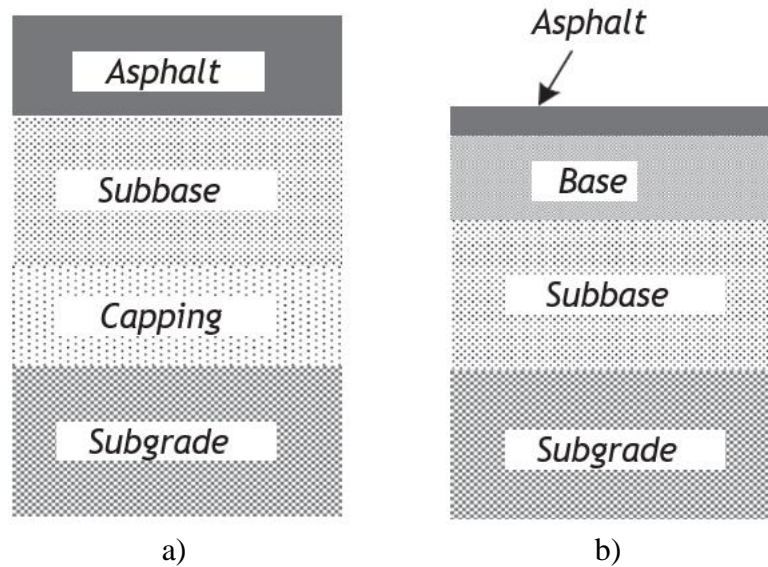 Asphalt
Subbase
Capping
Subgrade
a)
Asphalt
Base
Subbase
Subgrade
b)